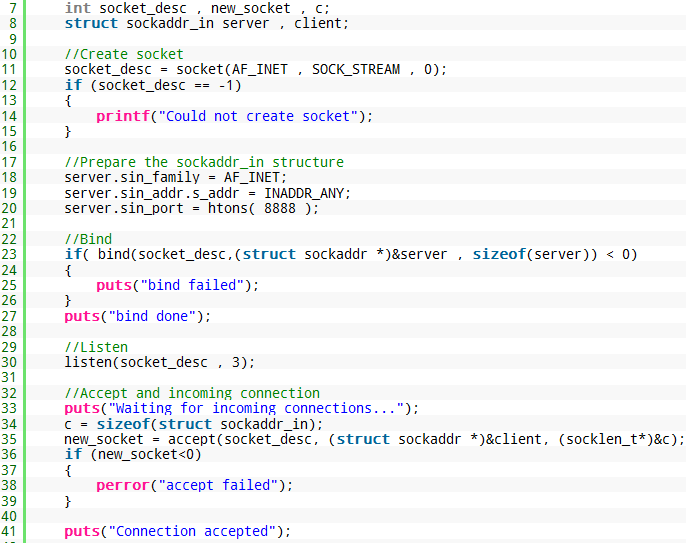 7 int socket_desc , new_socket , c;
8 struct sockaddr_in server , client;
9
10 //Create socket
11 socket_desc = socket(AF_INET , SOCK_STREAM , 0);
12 if (socket_desc == -1)
13 {
14 printf("Could not create socket");
15 }
16
17 //Prepare the sockaddr_in structure
18 server.sin_family = AF_INET;
19 server.sin_addr.s_addr = INADDR_ANY;
20 server.sin_port = htons( 8888 );
21
22 //Bind
23 if( bind(socket_desc,(struct sockaddr *)&server , sizeof(server)) < 0)
24 {
25 puts("bind failed");
26 }
27 puts("bind done");
28
29 //Listen
30 listen(socket_desc , 3);
31
32 //Accept and incoming connection
33 puts("Waiting for incoming connections...");
34 c = sizeof(struct sockaddr_in);
35 new_socket = accept(socket_desc, (struct sockaddr *)&client, (socklen_t*)&c);
36 if (new_socket<0)
37 {
38 perror("accept failed");
39 }
40
41 puts("Connection accepted");